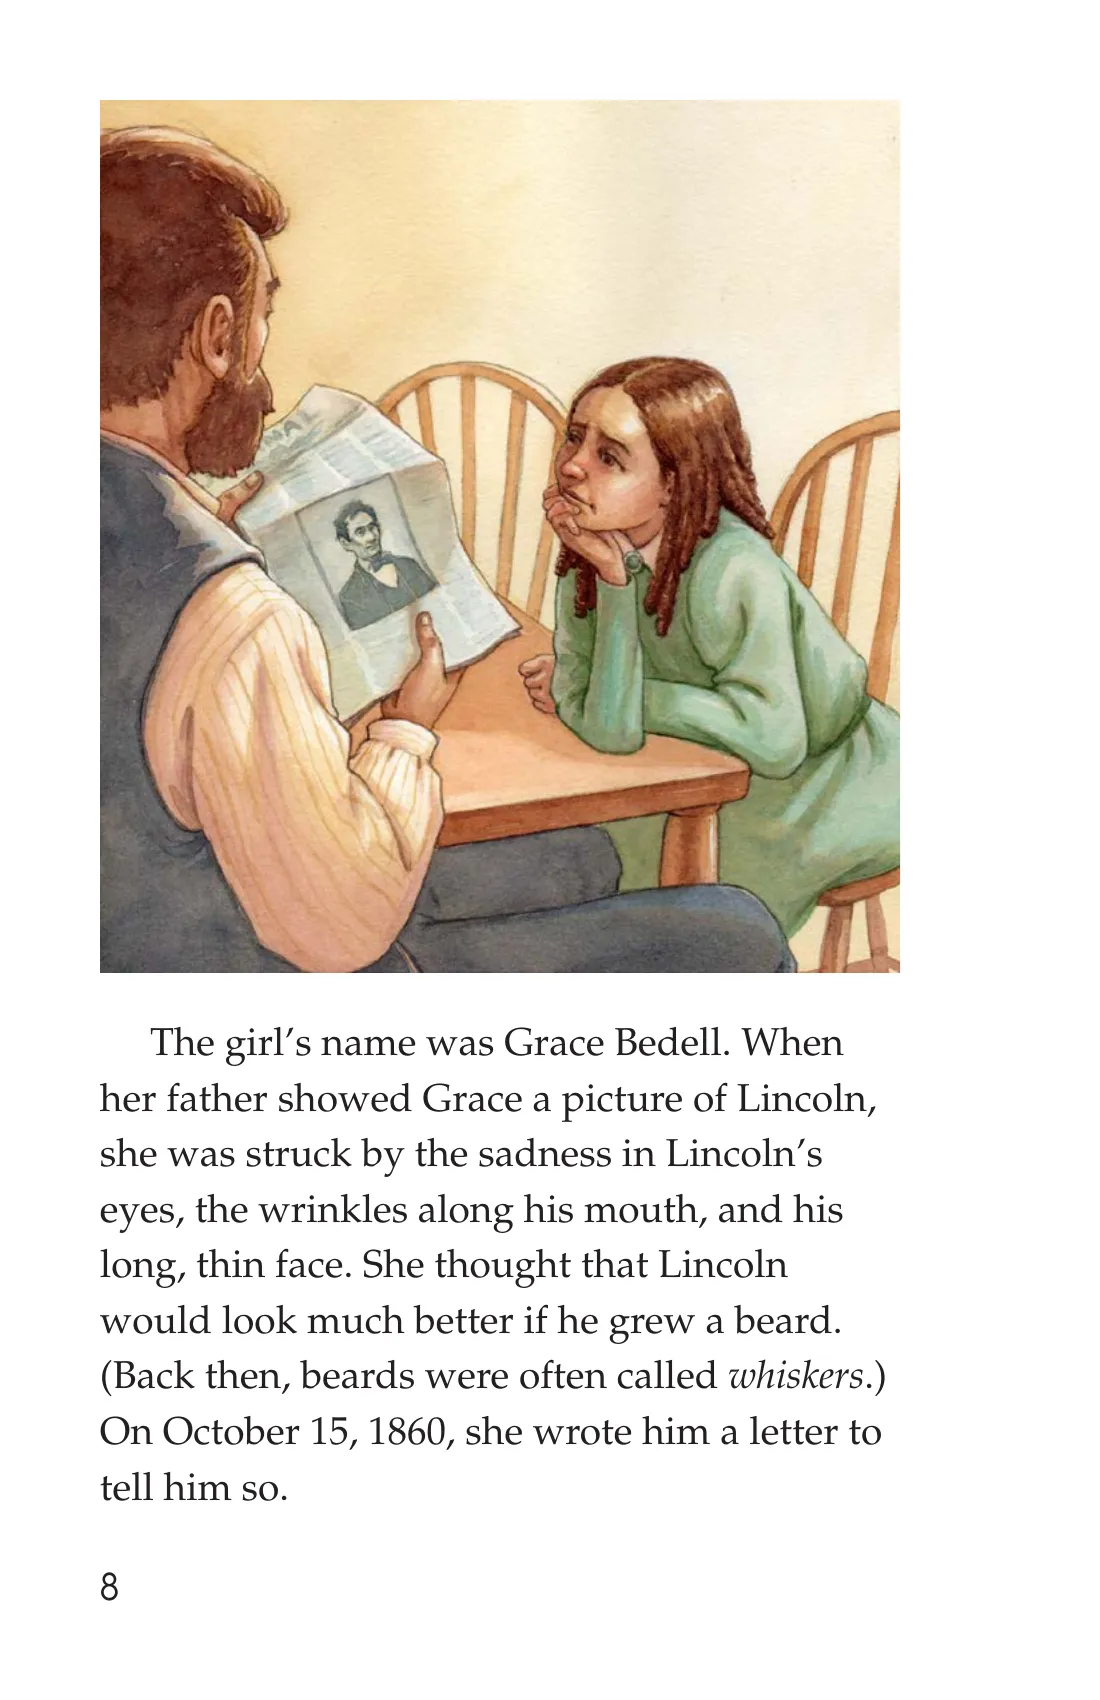 The girl’s name was Grace Bedell. When
her father showed Grace a picture of Lincoln,
she was struck by the sadness in Lincoln’s
eyes, the wrinkles along his mouth, and his
long, thin face. She thought that Lincoln
would look much better if he grew a beard.
(Back then, beards were often called whiskers.)
On October 15, 1860, she wrote him a letter to
tell him so.
8